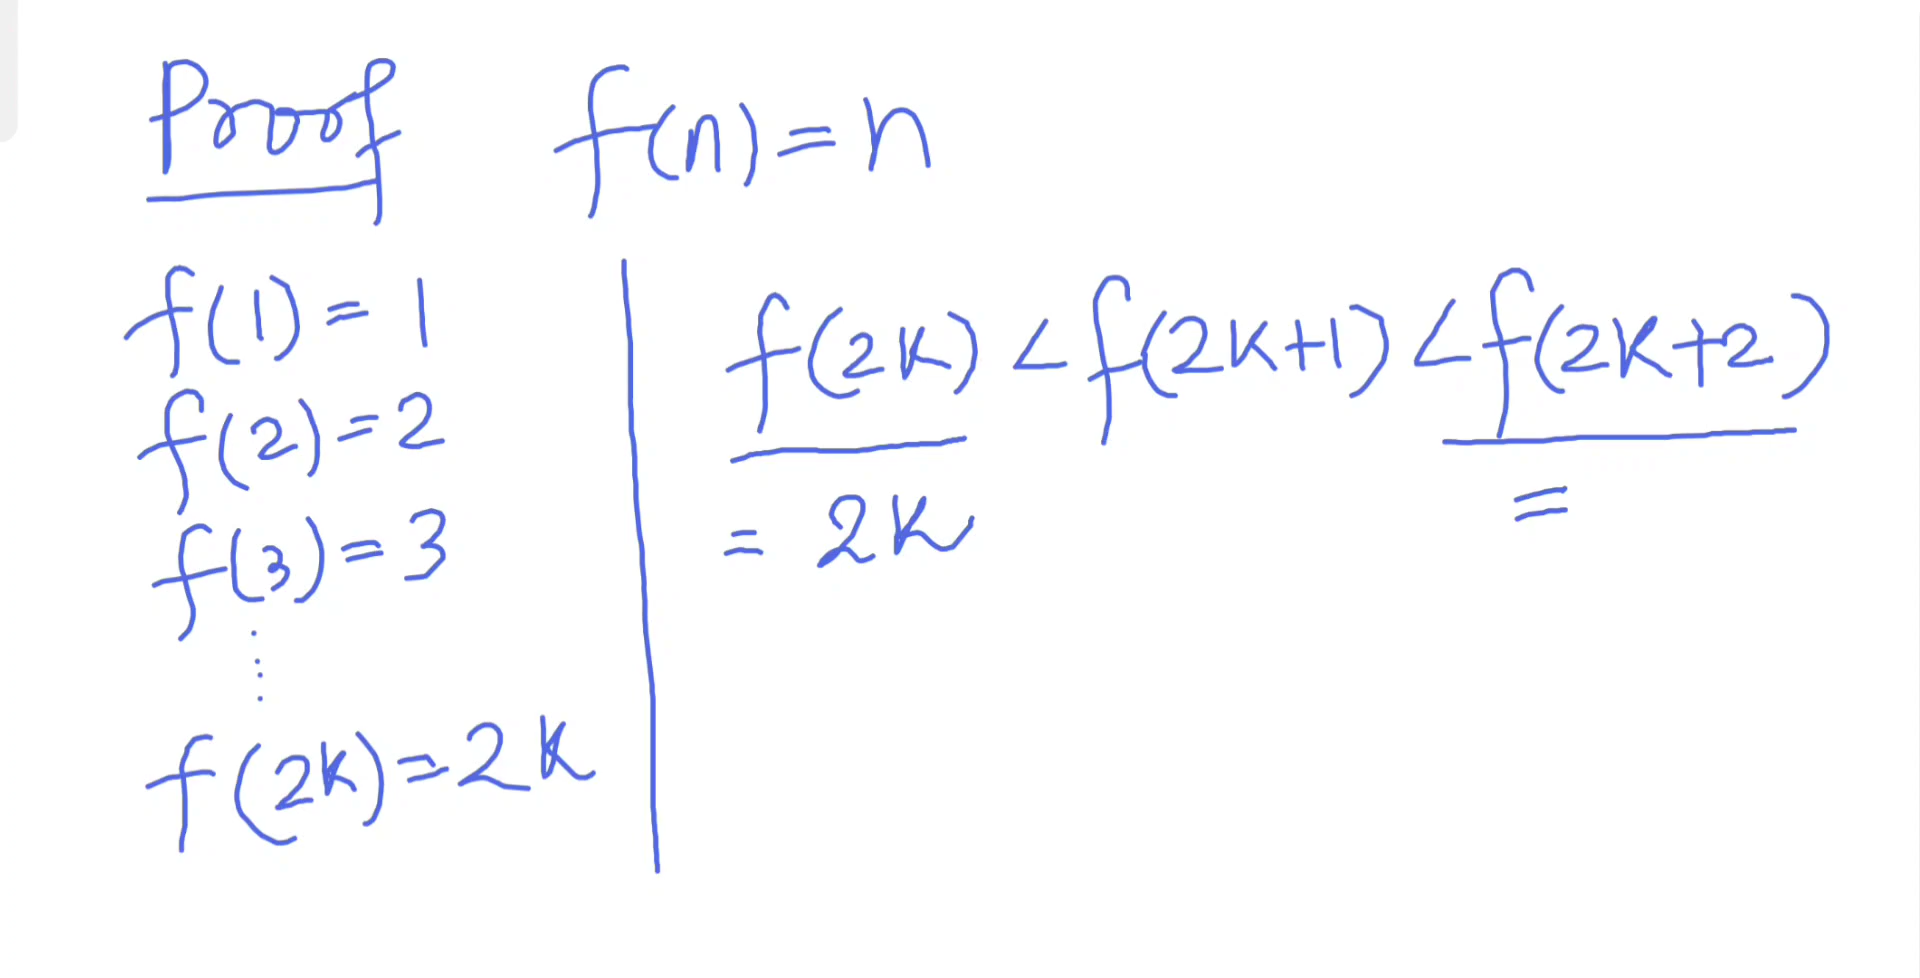 Proof f(n)=n
f(1)=1
f(2)=2
f(3)=3
⋮
f(2k)=2k
f(2k)<f(2k+1)<f(2k+2)
=2k =